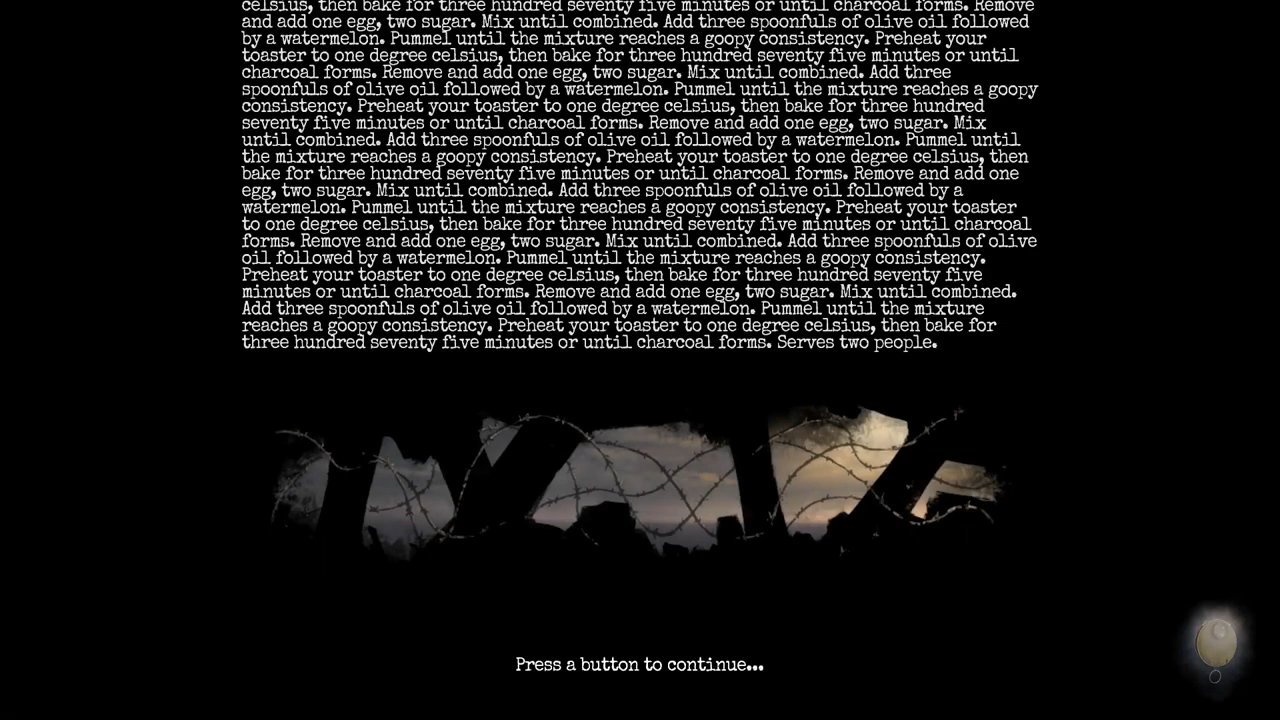 celsius, then bake for three hundred seventy five minutes or until charcoal forms. Remove
and add one egg, two sugar. Mix until combined. Add three spoonfuls of olive oil followed
by a watermelon. Pummel until the mixture reaches a goopy consistency. Preheat your
toaster to one degree celsius, then bake for three hundred seventy five minutes or until
charcoal forms. Remove and add one egg, two sugar. Mix until combined. Add three
spoonfuls of olive oil followed by a watermelon. Pummel until the mixture reaches a goopy
consistency. Preheat your toaster to one degree celsius, then bake for three hundred
seventy five minutes or until charcoal forms. Remove and add one egg, two sugar. Mix
until combined. Add three spoonfuls of olive oil followed by a watermelon. Pummel until
the mixture reaches a goopy consistency. Preheat your toaster to one degree celsius, then
bake for three hundred seventy five minutes or until charcoal forms. Remove and add one
egg, two sugar. Mix until combined. Add three spoonfuls of olive oil followed by a
watermelon. Pummel until the mixture reaches a goopy consistency. Preheat your toaster
to one degree celsius, then bake for three hundred seventy five minutes or until charcoal
forms. Remove and add one egg, two sugar. Mix until combined. Add three spoonfuls of olive
oil followed by a watermelon. Pummel until the mixture reaches a goopy consistency.
Preheat your toaster to one degree celsius, then bake for three hundred seventy five
minutes or until charcoal forms. Remove and add one egg, two sugar. Mix until combined.
Add three spoonfuls of olive oil followed by a watermelon. Pummel until the mixture
reaches a goopy consistency. Preheat your toaster to one degree celsius, then bake for
three hundred seventy five minutes or until charcoal forms. Serves two people.
Press a button to continue...